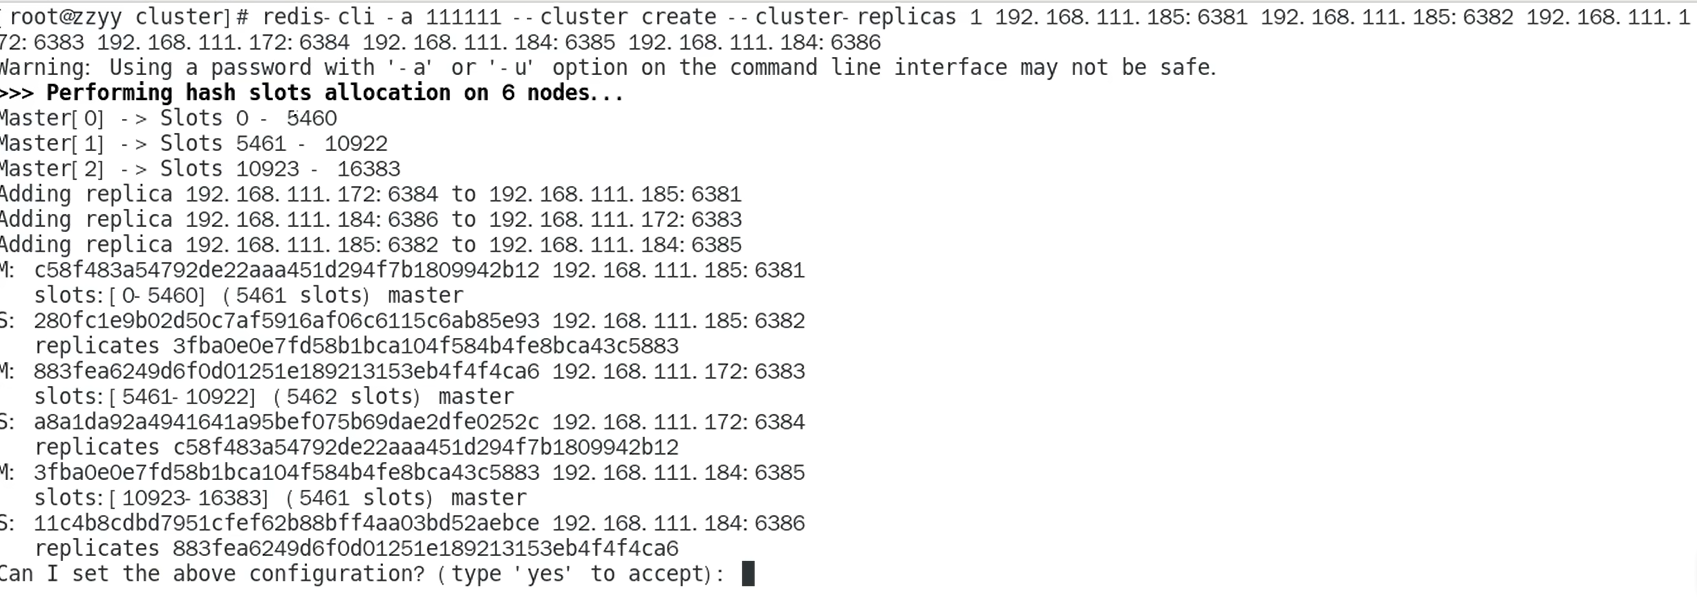 [root@zzyy cluster]# redis-cli -a 111111 --cluster create --cluster-replicas 1 192.168.111.185:6381 192.168.111.185:6382 192.168.111.1
72:6383 192.168.111.172:6384 192.168.111.184:6385 192.168.111.184:6386
Warning: Using a password with '-a' or '-u' option on the command line interface may not be safe.
>>> Performing hash slots allocation on 6 nodes...
Master[0] -> Slots 0 - 5460
Master[1] -> Slots 5461 - 10922
Master[2] -> Slots 10923 - 16383
Adding replica 192.168.111.172:6384 to 192.168.111.185:6381
Adding replica 192.168.111.184:6386 to 192.168.111.172:6383
Adding replica 192.168.111.185:6382 to 192.168.111.184:6385
M: c58f483a54792de22aaa451d294f7b1809942b12 192.168.111.185:6381
   slots:[0-5460] (5461 slots) master
S: 280fc1e9b02d50c7af5916af06c6115c6ab85e93 192.168.111.185:6382
   replicates 3fba0e0e7fd58b1bca104f584b4fe8bca43c5883
M: 883fea6249d6f0d01251e189213153eb4f4f4ca6 192.168.111.172:6383
   slots:[5461-10922] (5462 slots) master
S: a8a1da92a4941641a95bef075b69dae2dfe0252c 192.168.111.172:6384
   replicates c58f483a54792de22aaa451d294f7b1809942b12
M: 3fba0e0e7fd58b1bca104f584b4fe8bca43c5883 192.168.111.184:6385
   slots:[10923-16383] (5461 slots) master
S: 11c4b8cdbd7951cfef62b88bff4aa03bd52aebce 192.168.111.184:6386
   replicates 883fea6249d6f0d01251e189213153eb4f4f4ca6
Can I set the above configuration? (type 'yes' to accept):